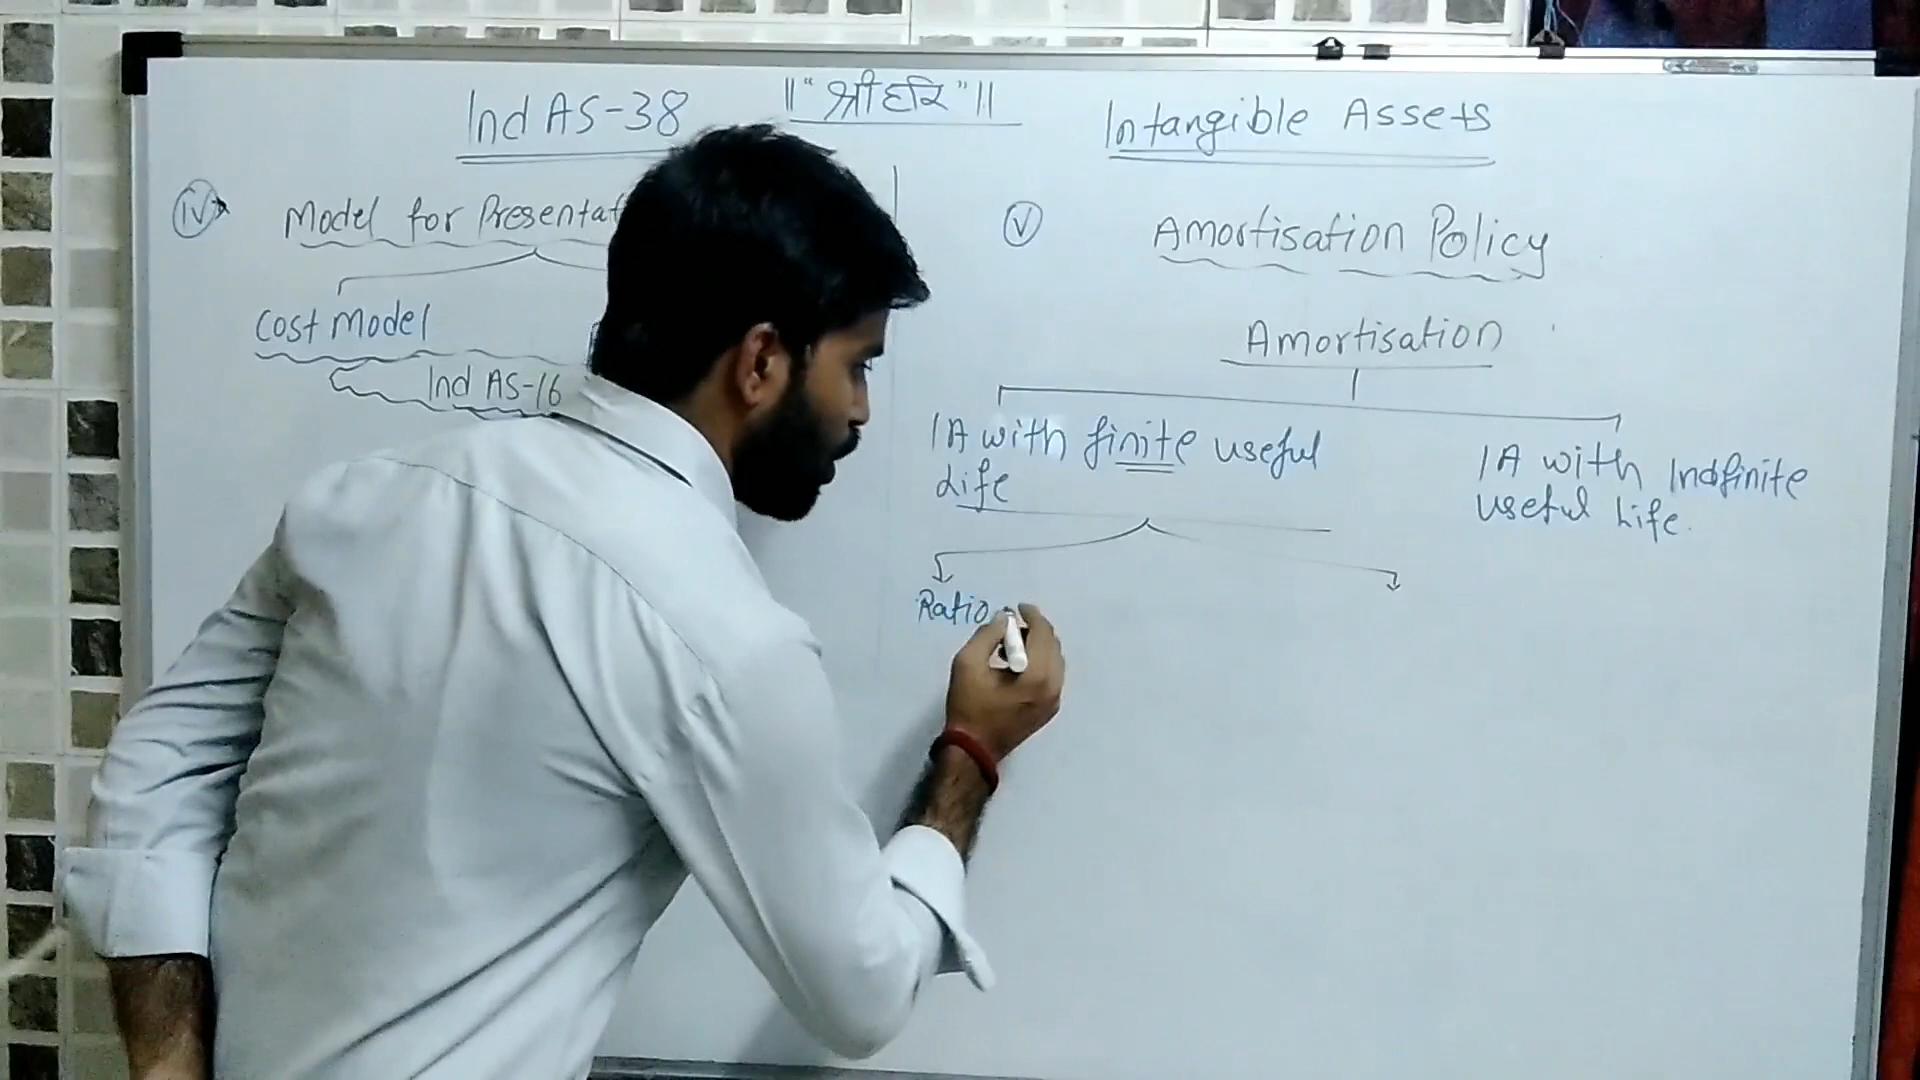 Ind AS-38
||"श्रीहरि"||
Intangible Assets
iv
Model for Presentat
Cost Model
Ind AS-16
V
Amortisation Policy
Amortisation
IA with finite useful
Life
IA with Indfinite
useful Life.
Ratio